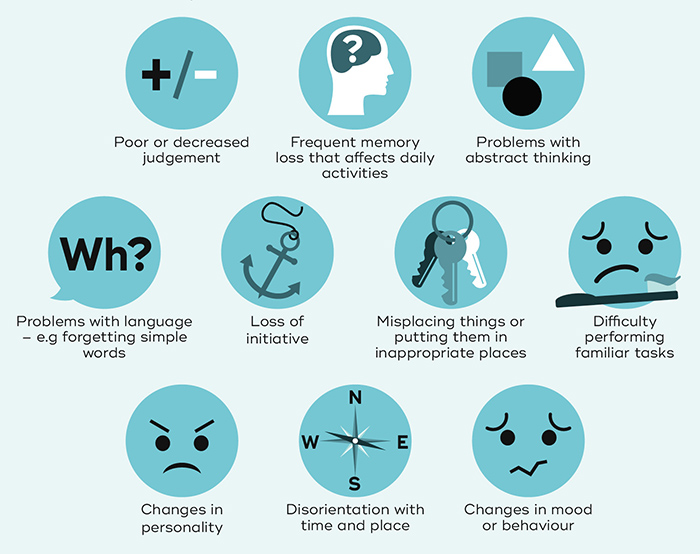 +/-
?
Poor or decreased
judgement
Frequent memory
loss that affects daily
activities
Problems with
abstract thinking
Wh?
Problems with language
– e.g forgetting simple
words
Loss of
initiative
Misplacing things or
putting them in
inappropriate places
Difficulty
performing
familiar tasks
N
W E
S
Changes in
personality
Disorientation with
time and place
Changes in mood
or behaviour